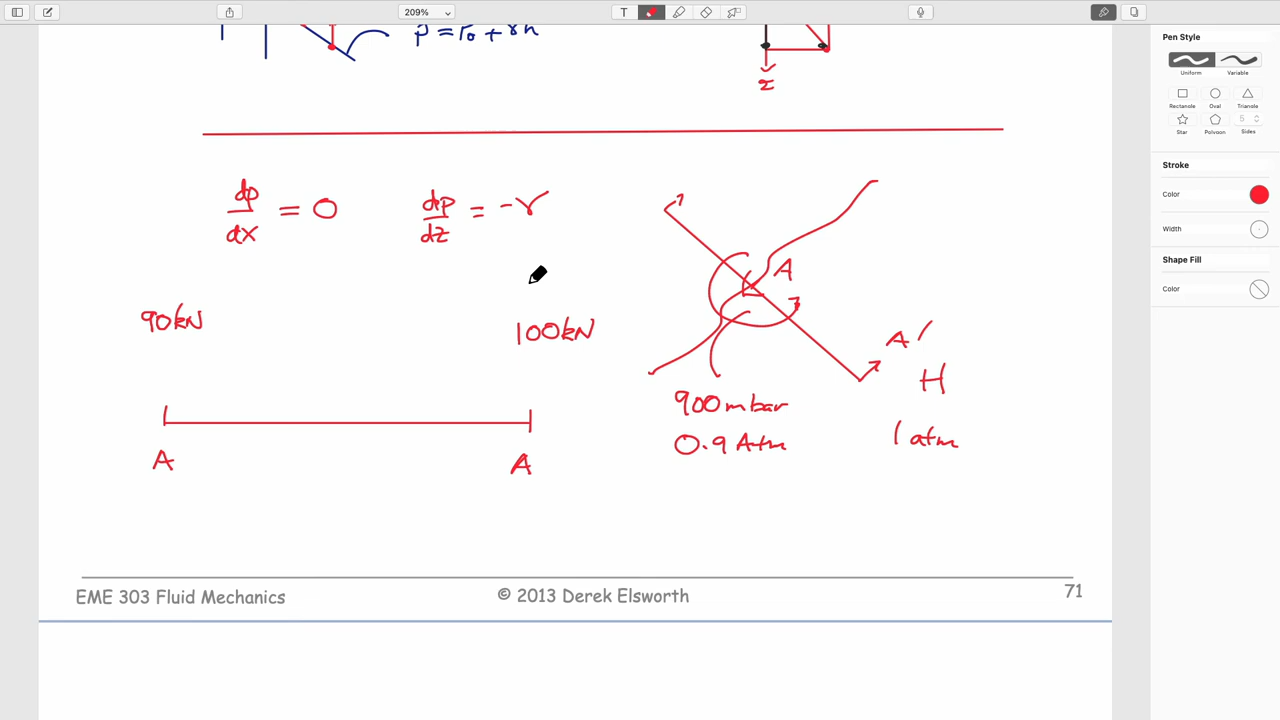 209%
T
p = p₀ + γh
z
dp/dx = 0
dp/dz = -γ
A
90kN
100kN
A'
H
900mbar
0.9 Atm
1 atm
A
A
EME 303 Fluid Mechanics
© 2013 Derek Elsworth
71
Pen Style
Uniform
Variable
Rectangle
Oval
Triangle
Star
Polygon
5
Sides
Stroke
Color
Width
Shape Fill
Color